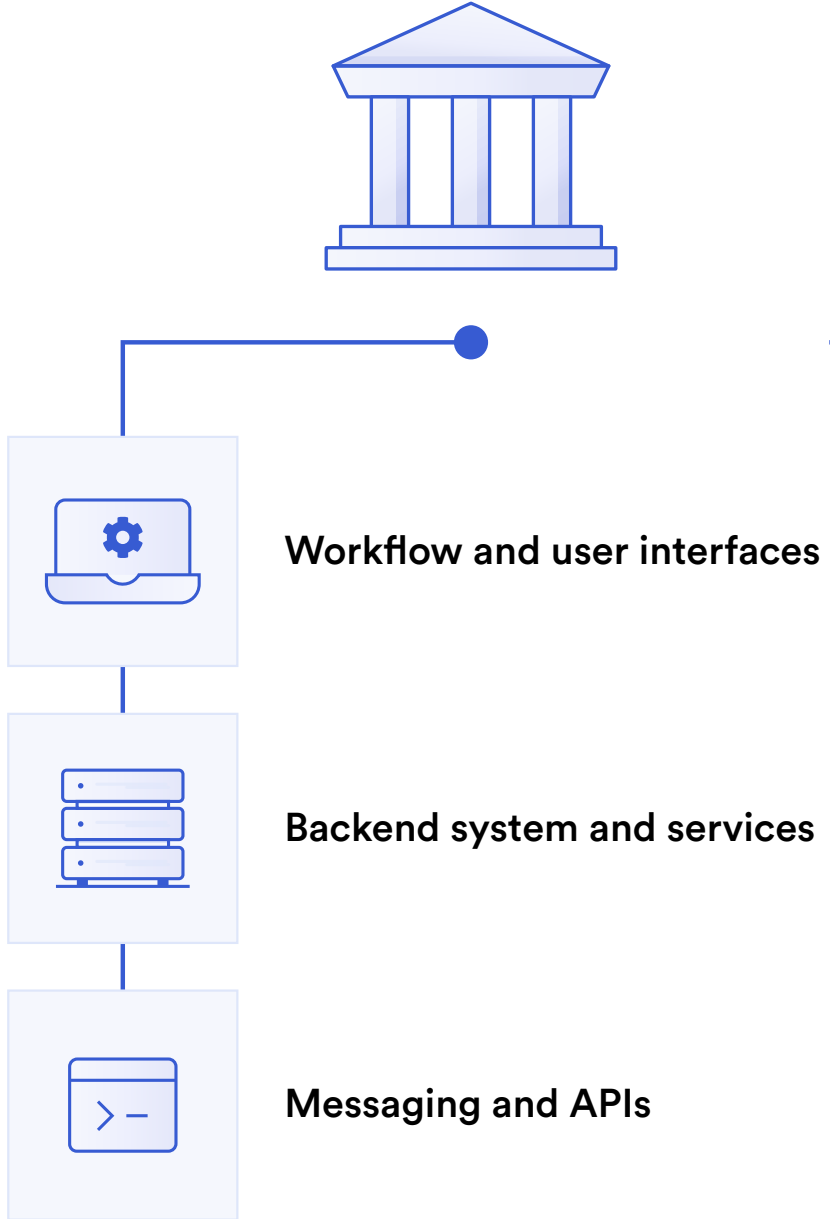 Workflow and user interfaces
Backend system and services
Messaging and APIs